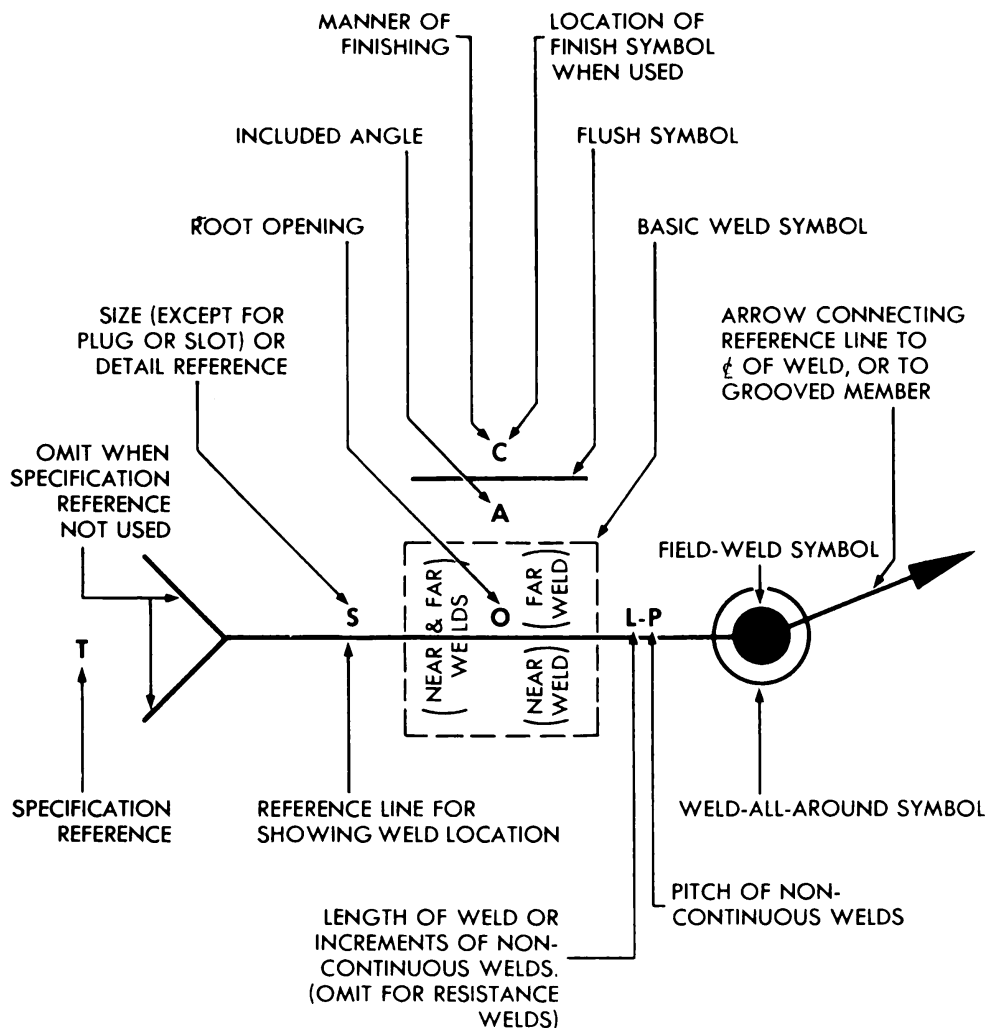 MANNER OF
FINISHING
LOCATION OF
FINISH SYMBOL
WHEN USED
INCLUDED ANGLE
FLUSH SYMBOL
ROOT OPENING
BASIC WELD SYMBOL
SIZE (EXCEPT FOR
PLUG OR SLOT) OR
DETAIL REFERENCE
ARROW CONNECTING
REFERENCE LINE TO
℄ OF WELD, OR TO
GROOVED MEMBER
OMIT WHEN
SPECIFICATION
REFERENCE
NOT USED
C
A
FIELD-WELD SYMBOL
S
(NEAR & FAR)
WELDS
O
(FAR)
WELD
(NEAR)
WELD
L-P
T
SPECIFICATION
REFERENCE
REFERENCE LINE FOR
SHOWING WELD LOCATION
WELD-ALL-AROUND SYMBOL
LENGTH OF WELD OR
INCREMENTS OF NON-
CONTINUOUS WELDS.
(OMIT FOR RESISTANCE
WELDS)
PITCH OF NON-
CONTINUOUS WELDS